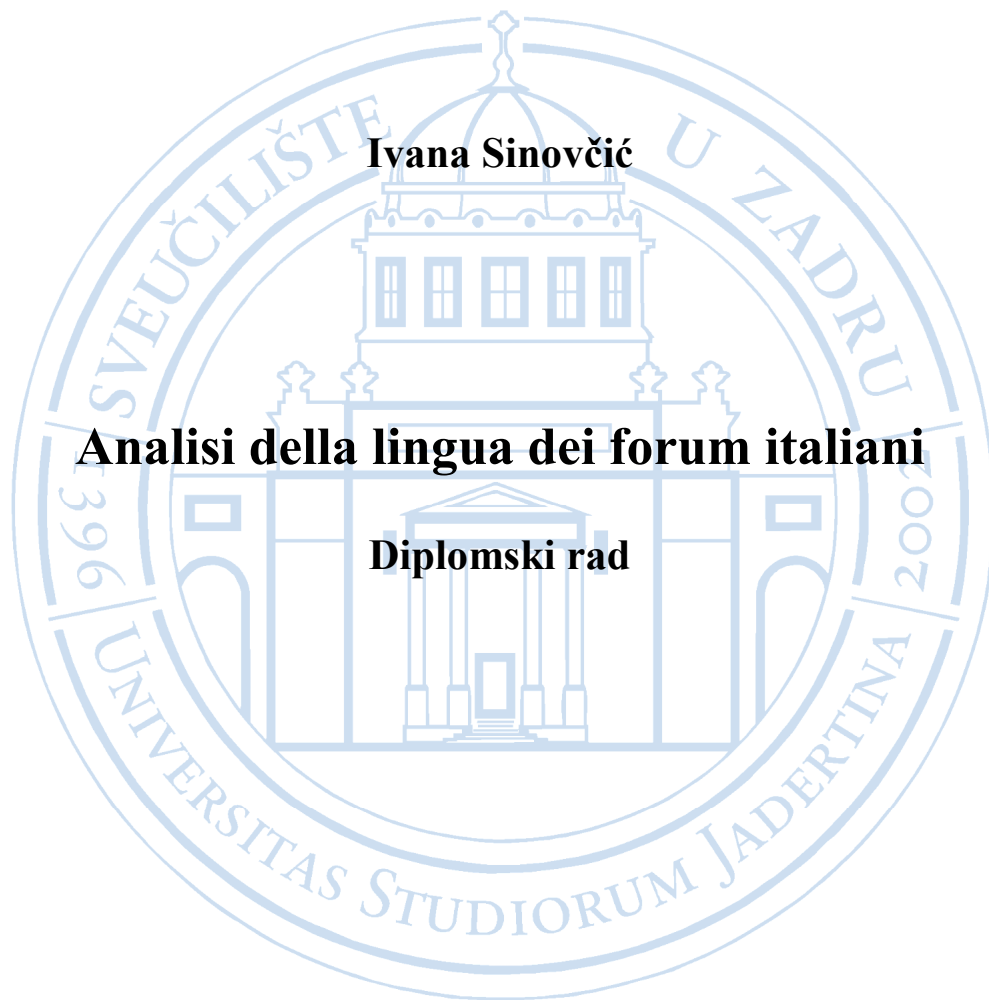 Ivana Sinovčić
Analisi della lingua dei forum italiani
Diplomski rad
SVEUČILIŠTE U ZADRU
1396
2002
UNIVERSITAS STUDIORUM JADERTINA